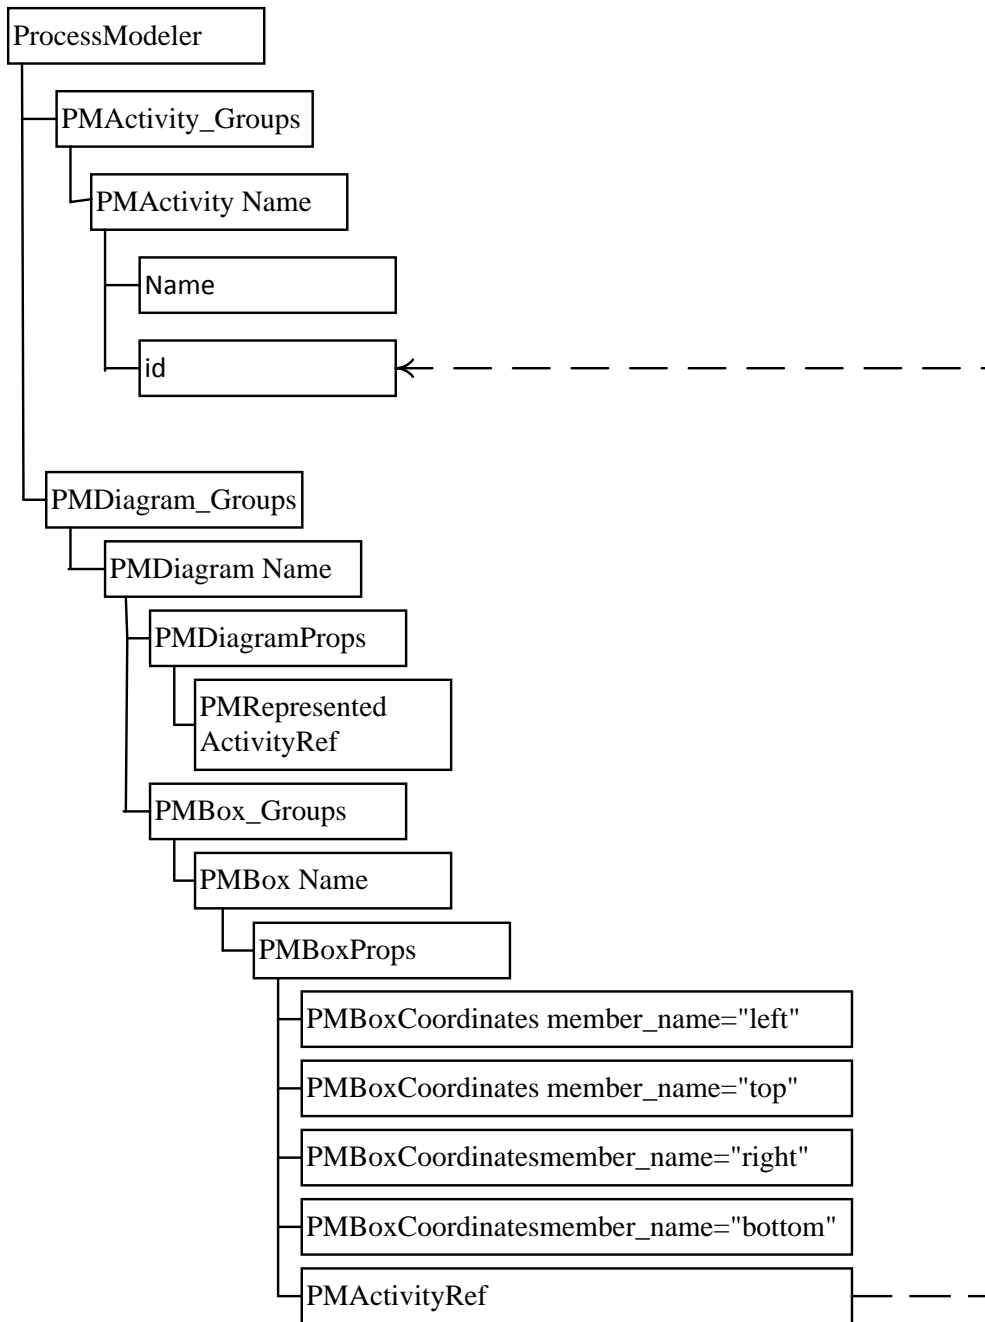 ProcessModeler
PMActivity_Groups
PMActivity Name
Name
id
PMDiagram_Groups
PMDiagram Name
PMDiagramProps
PMRepresented
ActivityRef
PMBox_Groups
PMBox Name
PMBoxProps
PMBoxCoordinates member_name="left"
PMBoxCoordinates member_name="top"
PMBoxCoordinatesmember_name="right"
PMBoxCoordinatesmember_name="bottom"
PMActivityRef